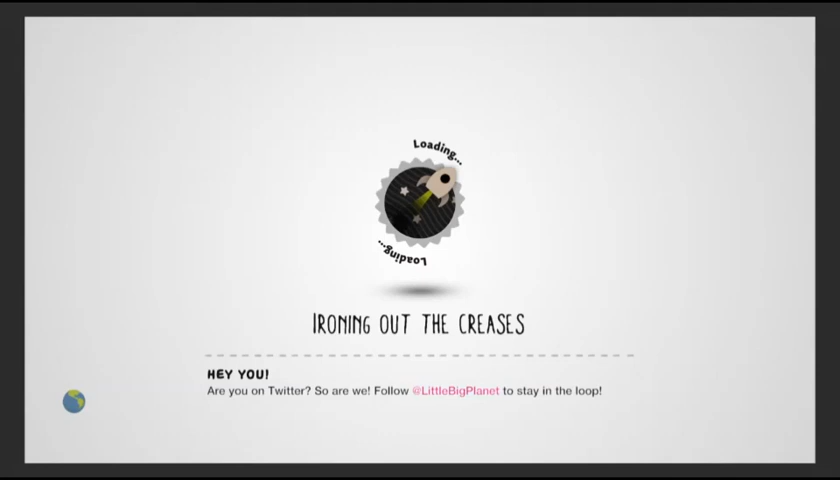 Loading...
Loading...
IRONING OUT THE CREASES
HEY YOU!
Are you on Twitter? So are we! Follow @LittleBigPlanet to stay in the loop!